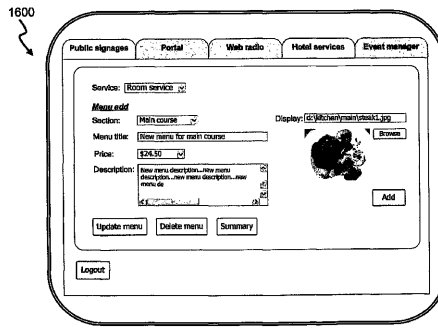 1600
Public signages Portal Web radio Hotel services Event manager
Service: Room service
Menu add
Section: Main course Display: d:\kitchen\main\steak1.jpg
Menu title: New menu for main course Browse
Price: $24.50
Description: New menu description...new menu
description...new menu description...new
menu de
Add
Update menu Delete menu Summary
Logout